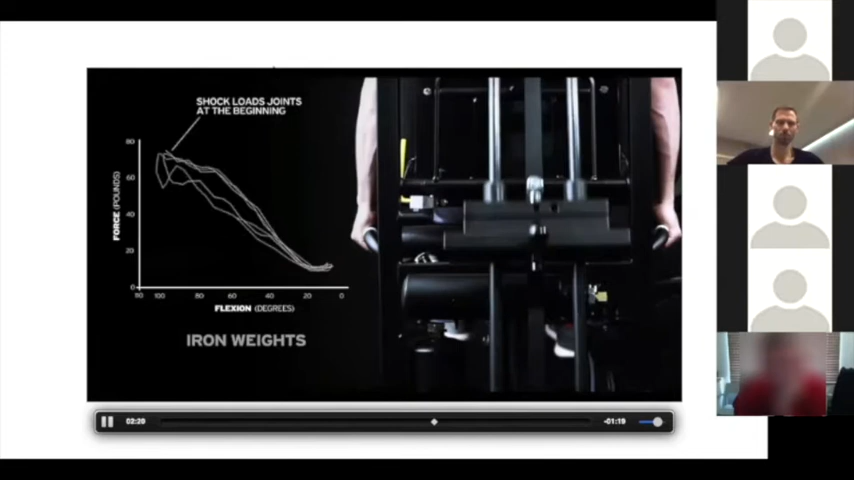 SHOCK LOADS JOINTS
AT THE BEGINNING
80
60
40
20
0
FORCE (POUNDS)
110 100 80 60 40 20 0
FLEXION (DEGREES)
IRON WEIGHTS
02:20
-01:19